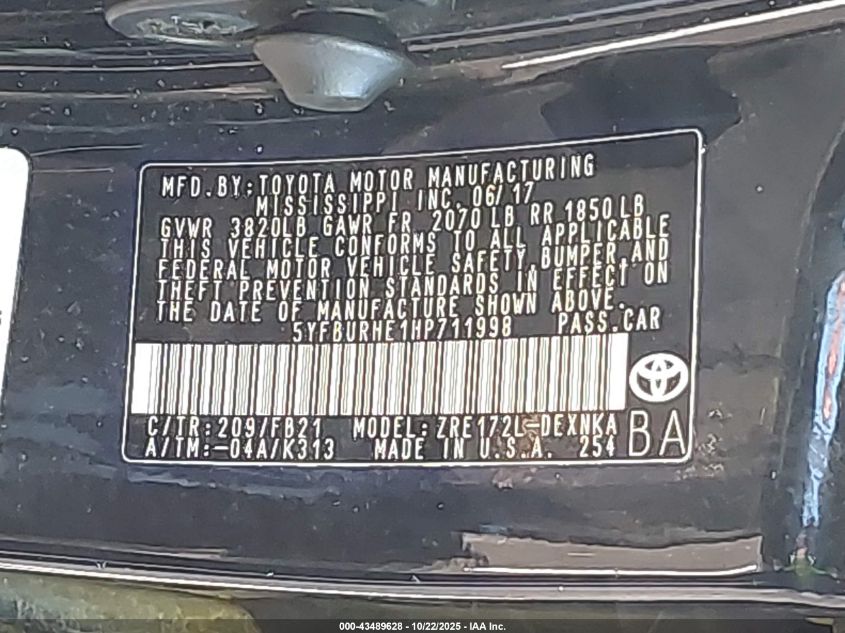 MFD.BY:TOYOTA MOTOR MANUFACTURING
MISSISSIPPI INC. 06/17
GVWR 3820LB GAWR FR 2070 LB RR 1850 LB
THIS VEHICLE CONFORMS TO ALL APPLICABLE
FEDERAL MOTOR VEHICLE SAFETY,BUMPER,AND
THEFT PREVENTION STANDARDS IN EFFECT ON
THE DATE OF MANUFACTURE SHOWN ABOVE.
5YFBURHE1HP711998 PASS.CAR
C/TR:209/FB21 MODEL:ZRE172L-DEXNKA
A/TM:-04A/K313 MADE IN U.S.A. 254
BA
000-43489628 - 10/22/2025 - IAA Inc.